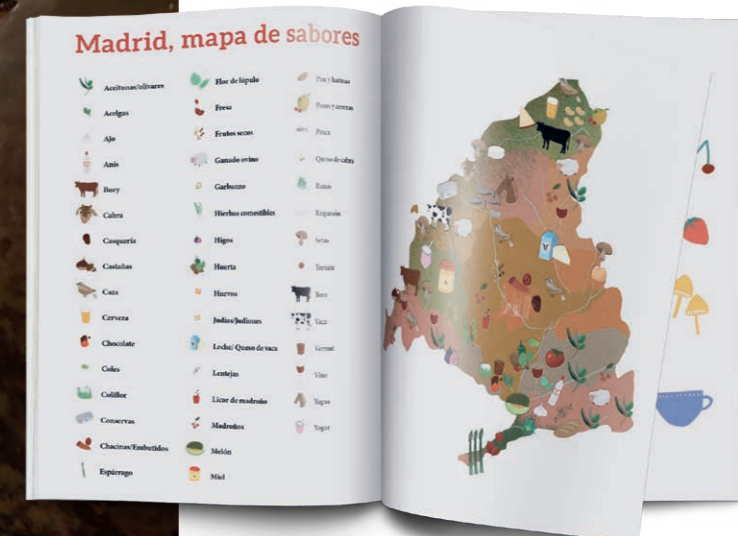 Madrid, mapa de sabores
Aceitunas/olivares
Acelgas
Ajo
Anís
Buey
Cabra
Casquería
Castañas
Caza
Cerveza
Chocolate
Coles
Coliflor
Conservas
Chacinas/Embutidos
Espárrago
Flor de lúpulo
Fresa
Frutos secos
Ganado ovino
Garbanzo
Hierbas comestibles
Higos
Huerta
Huevos
Judías/Judiones
Leche/ Queso de vaca
Lentejas
Licor de madroño
Madroños
Melón
Miel
Pan y harinas
Pesca
Queso de cabra
Requesón
Setas
Tomate
Toro
Vaca
Vermut
Vino
Yogur